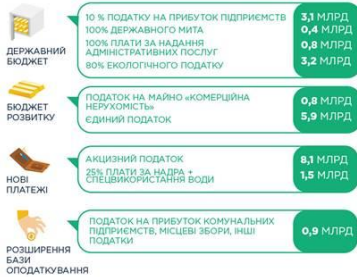 ДЕРЖАВНИЙ
БЮДЖЕТ
10 % ПОДАТКУ НА ПРИБУТОК ПІДПРИЄМСТВ 3,1 МЛРД
100% ДЕРЖАВНОГО МИТА 0,4 МЛРД
100% ПЛАТИ ЗА НАДАННЯ
АДМІНІСТРАТИВНИХ ПОСЛУГ 0,8 МЛРД
80% ЕКОЛОГІЧНОГО ПОДАТКУ 3,2 МЛРД
БЮДЖЕТ
РОЗВИТКУ
ПОДАТОК НА МАЙНО «КОМЕРЦІЙНА
НЕРУХОМІСТЬ» 0,8 МЛРД
ЄДИНИЙ ПОДАТОК 5,9 МЛРД
НОВІ
ПЛАТЕЖІ
АКЦИЗНИЙ ПОДАТОК 8,1 МЛРД
25% ПЛАТИ ЗА НАДРА +
СПЕЦВИКОРИСТАННЯ ВОДИ 1,5 МЛРД
РОЗШИРЕННЯ
БАЗИ
ОПОДАТКУВАННЯ
ПОДАТОК НА ПРИБУТОК КОМУНАЛЬНИХ
ПІДПРИЄМСТВ, МІСЦЕВІ ЗБОРИ, ІНШІ
ПОДАТКИ 0,9 МЛРД